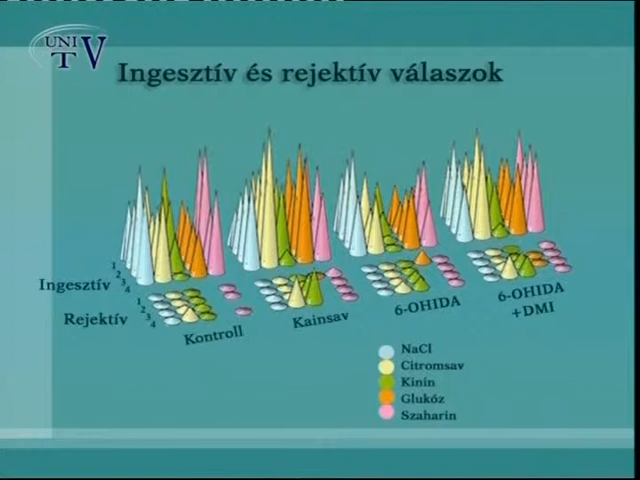 UNI
TV
Ingesztív és rejektív válaszok
Ingesztív
1
2
3
4
Rejektív
1
2
3
4
Kontroll
Kainsav
6-OHIDA
6-OHIDA
+DMI
NaCl
Citromsav
Kinin
Glukóz
Szaharin